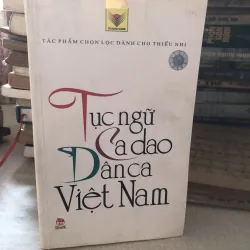 TÁC PHẨM CHỌN LỌC DÀNH CHO THIẾU NHI
Tục ngữ
Ca dao
Dân ca
Việt Nam